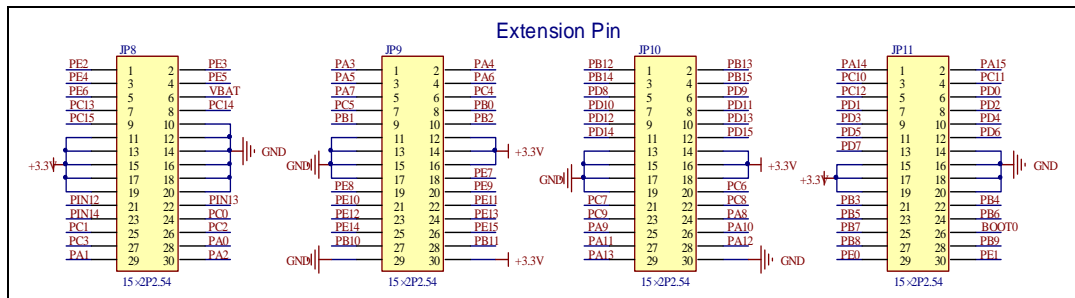 Extension Pin
JP8
PE2 1 2 PE3
PE4 3 4 PE5
PE6 5 6 VBAT
PC13 7 8 PC14
PC15 9 10
11 12
13 14 GND
+3.3V 15 16
17 18
19 20
PIN12 21 22 PIN13
PIN14 23 24 PC0
PC1 25 26 PC2
PC3 27 28 PA0
PA1 29 30 PA2
15×2P2.54
JP9
PA3 1 2 PA4
PA5 3 4 PA6
PA7 5 6 PC4
PC5 7 8 PB0
PB1 9 10 PB2
11 12
13 14 +3.3V
GND 15 16
17 18 PE7
PE8 19 20 PE9
PE10 21 22 PE11
PE12 23 24 PE13
PE14 25 26 PE15
PB10 27 28 PB11
GND 29 30 +3.3V
15×2P2.54
JP10
PB12 1 2 PB13
PB14 3 4 PB15
PD8 5 6 PD9
PD10 7 8 PD11
PD12 9 10 PD13
PD14 11 12 PD15
13 14
15 16 +3.3V
GND 17 18
19 20 PC6
PC7 21 22 PC8
PC9 23 24 PA8
PA9 25 26 PA10
PA11 27 28 PA12
PA13 29 30 GND
15×2P2.54
JP11
PA14 1 2 PA15
PC10 3 4 PC11
PC12 5 6 PD0
PD1 7 8 PD2
PD3 9 10 PD4
PD5 11 12 PD6
PD7 13 14
15 16 GND
+3.3V 17 18
19 20
PB3 21 22 PB4
PB5 23 24 PB6
PB7 25 26 BOOT0
PB8 27 28 PB9
PE0 29 30 PE1
15×2P2.54